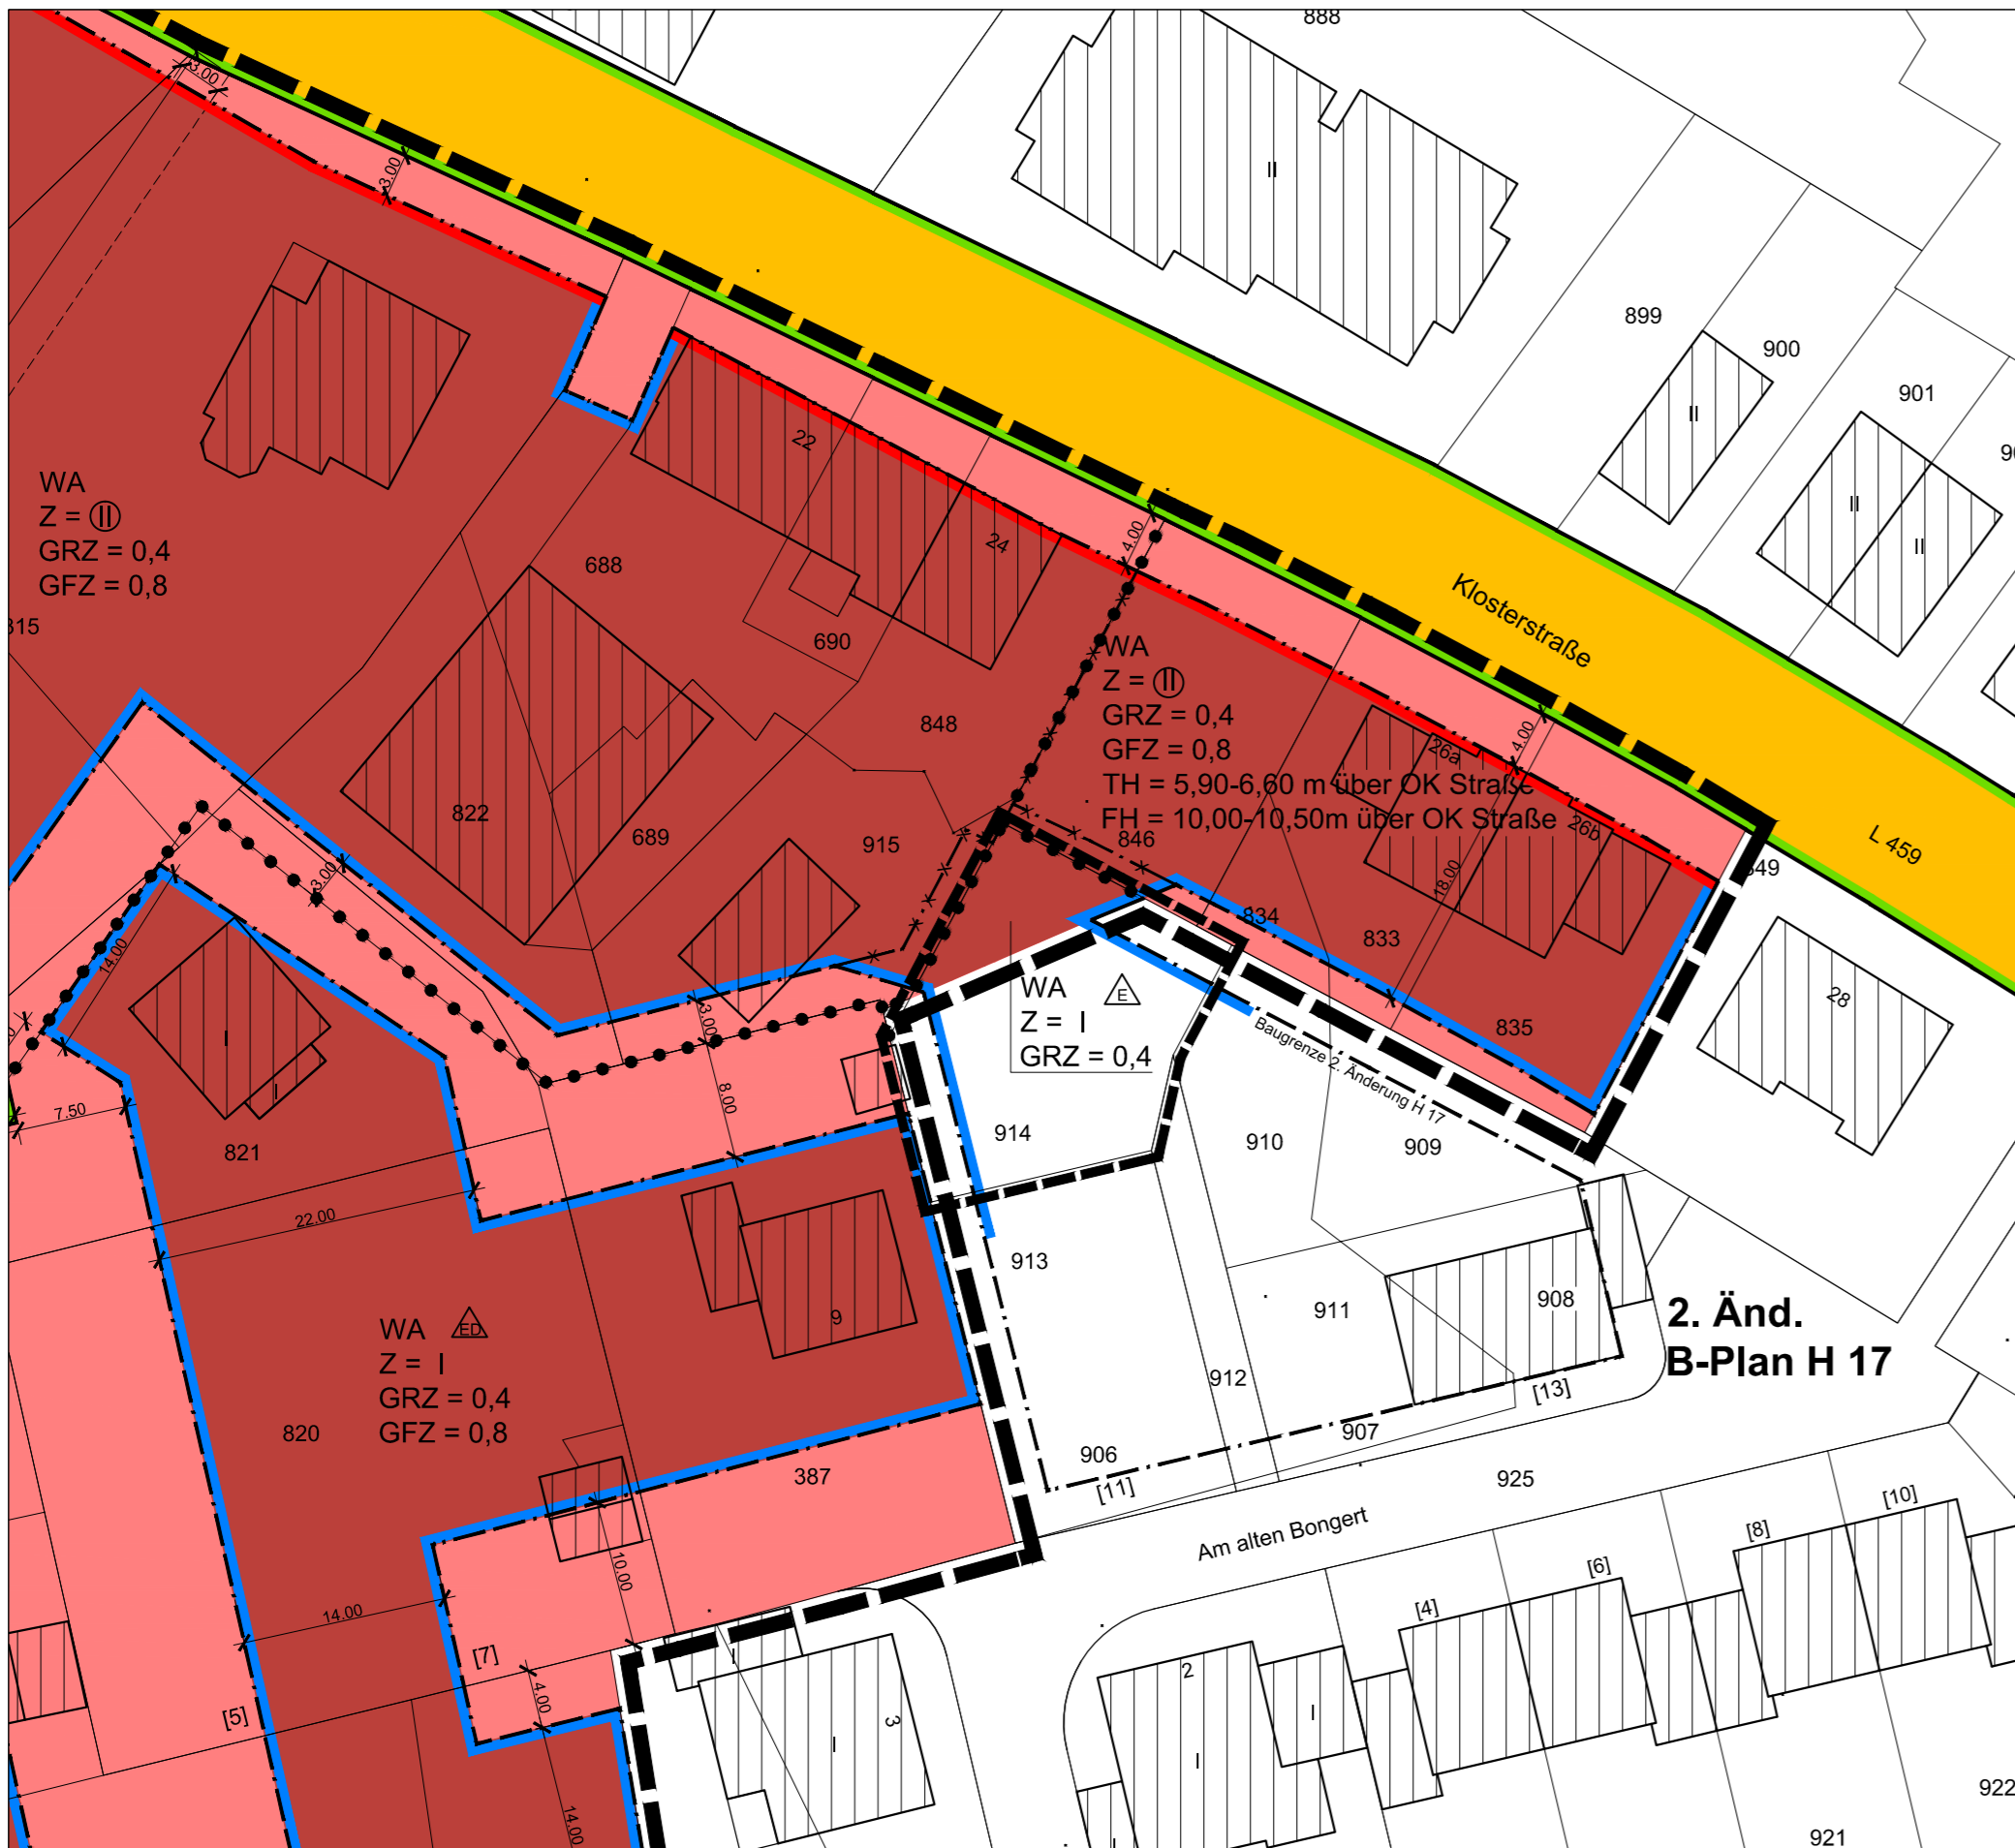 888
3.00
3.00
II
899
900
II
901
II
II
22
24
4.00
WA
Z = II
GRZ = 0,4
GFZ = 0,8
688
690
815
Klosterstraße
L 459
WA
Z = II
GRZ = 0,4
GFZ = 0,8
TH = 5,90-6,60 m über OK Straße
FH = 10,00-10,50m über OK Straße
848
26a
4.00
26b
846
822
689
915
849
3.00
18.00
834
833
835
28
14.00
WA E
Z = I
GRZ = 0,4
Baugrenze 2. Änderung H 17
3.00
8.00
I
I
7.50
821
914
910
909
22.00
913
911
908
912
9
2. Änd.
B-Plan H 17
WA ED
Z = I
GRZ = 0,4
GFZ = 0,8
820
387
[13]
907
906
[11]
925
Am alten Bongert
[10]
[8]
[6]
[4]
10.00
14.00
[7]
4.00
[5]
I
3
I
2
I
I
14.00
I
922
921